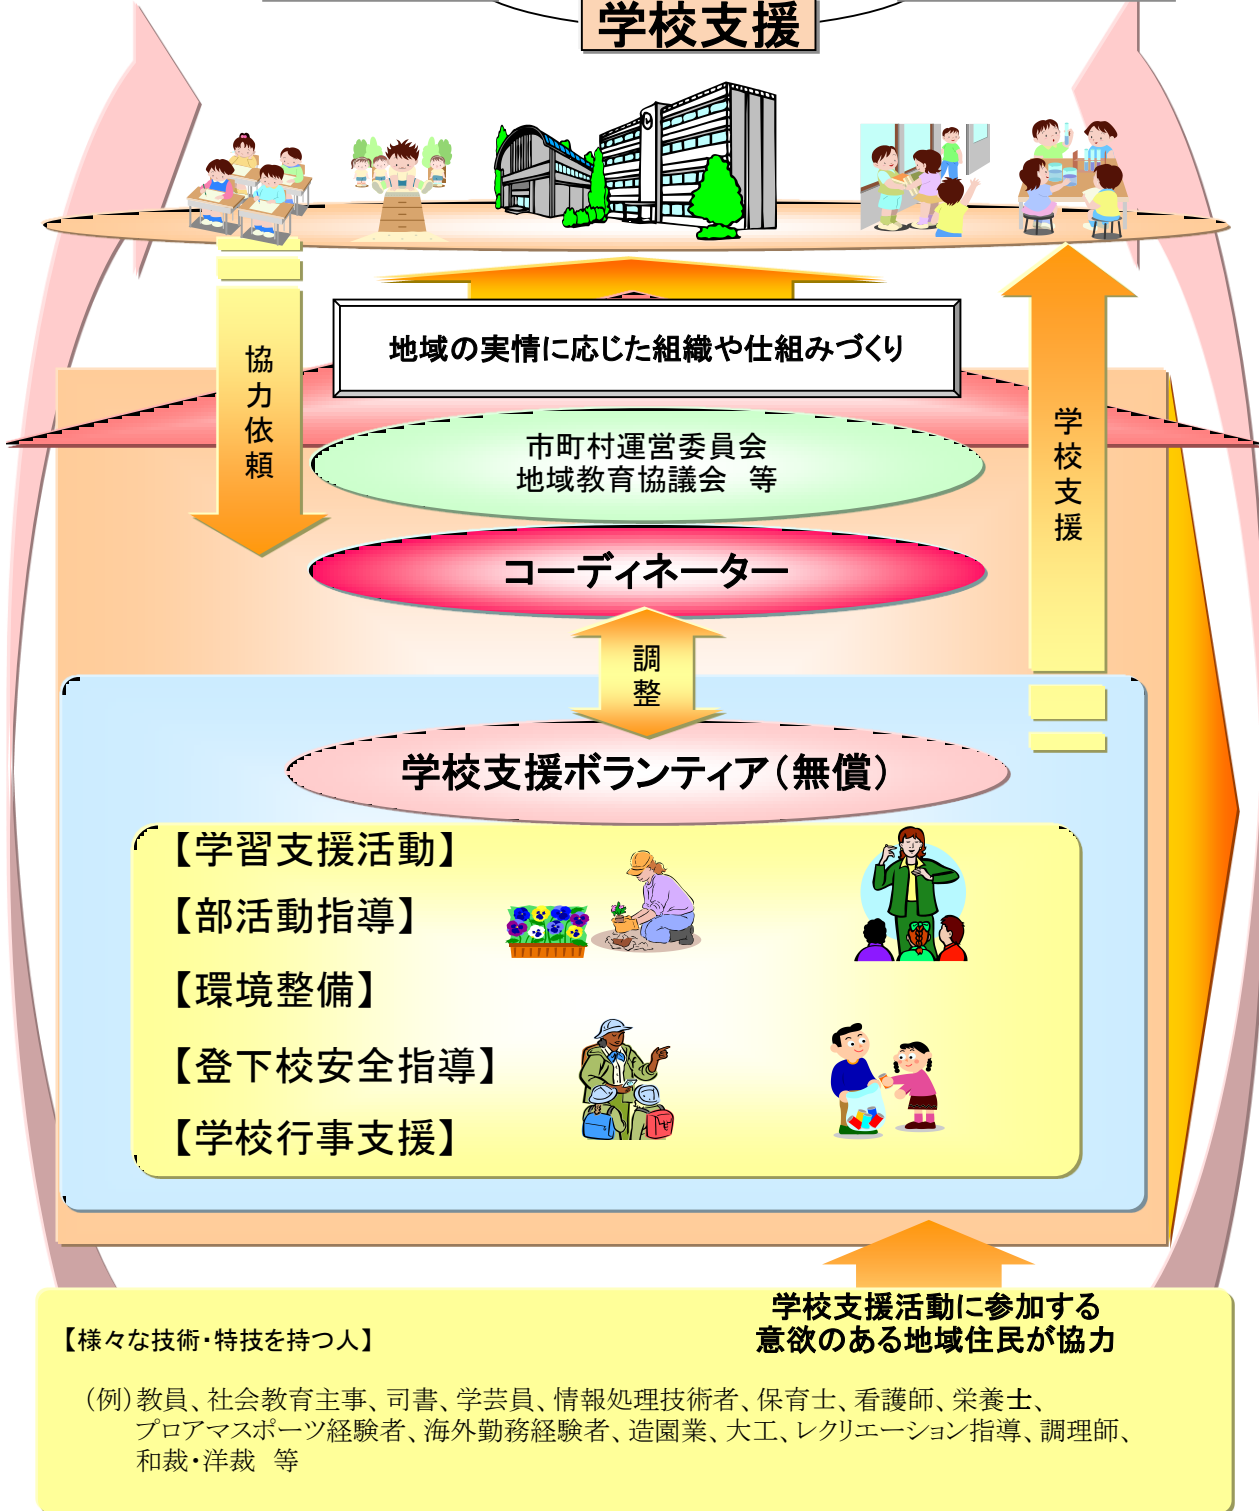 学校支援
地域の実情に応じた組織や仕組みづくり
協力依頼
市町村運営委員会
地域教育協議会　等
学校支援
コーディネーター
調整
学校支援ボランティア(無償)
【学習支援活動】
【部活動指導】
【環境整備】
【登下校安全指導】
【学校行事支援】
学校支援活動に参加する
意欲のある地域住民が協力
【様々な技術・特技を持つ人】
(例)教員、社会教育主事、司書、学芸員、情報処理技術者、保育士、看護師、栄養士、
プロアマスポーツ経験者、海外勤務経験者、造園業、大工、レクリエーション指導、調理師、
和裁・洋裁　等